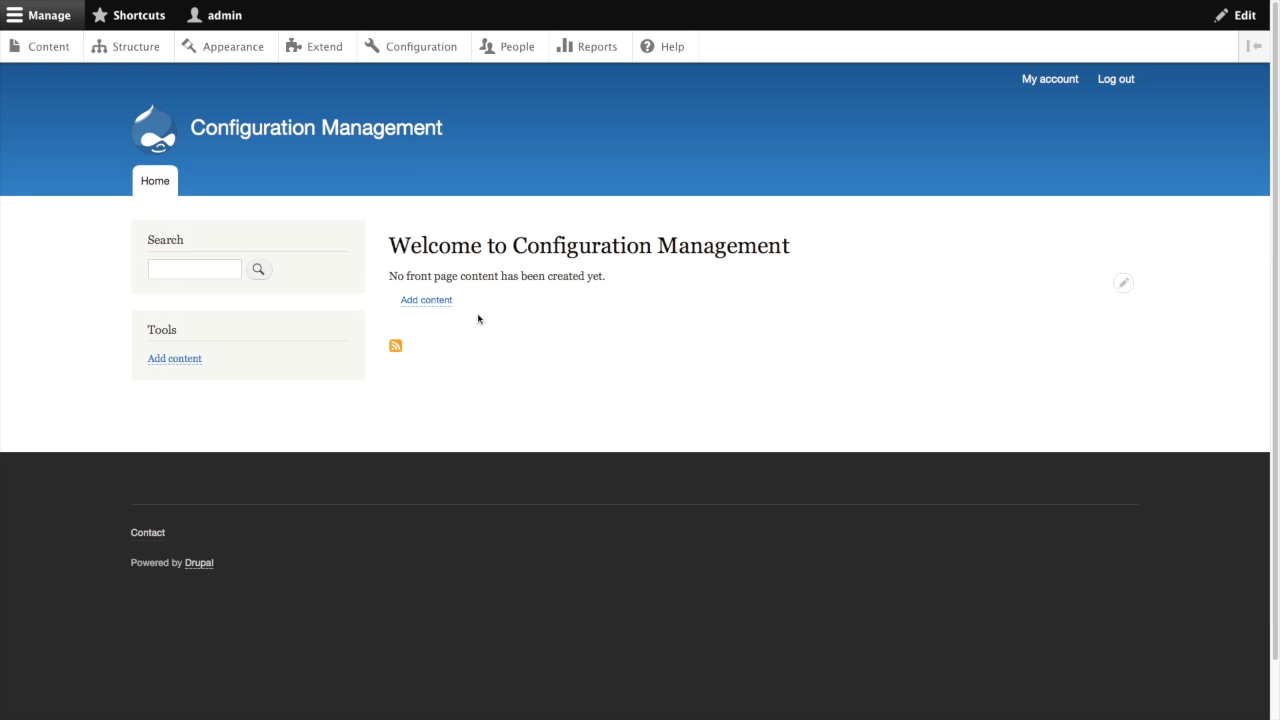 Manage Shortcuts admin Edit
Content Structure Appearance Extend Configuration People Reports Help
My account Log out
Configuration Management
Home
Search
Welcome to Configuration Management
No front page content has been created yet.
Add content
Tools
Add content
Contact
Powered by Drupal